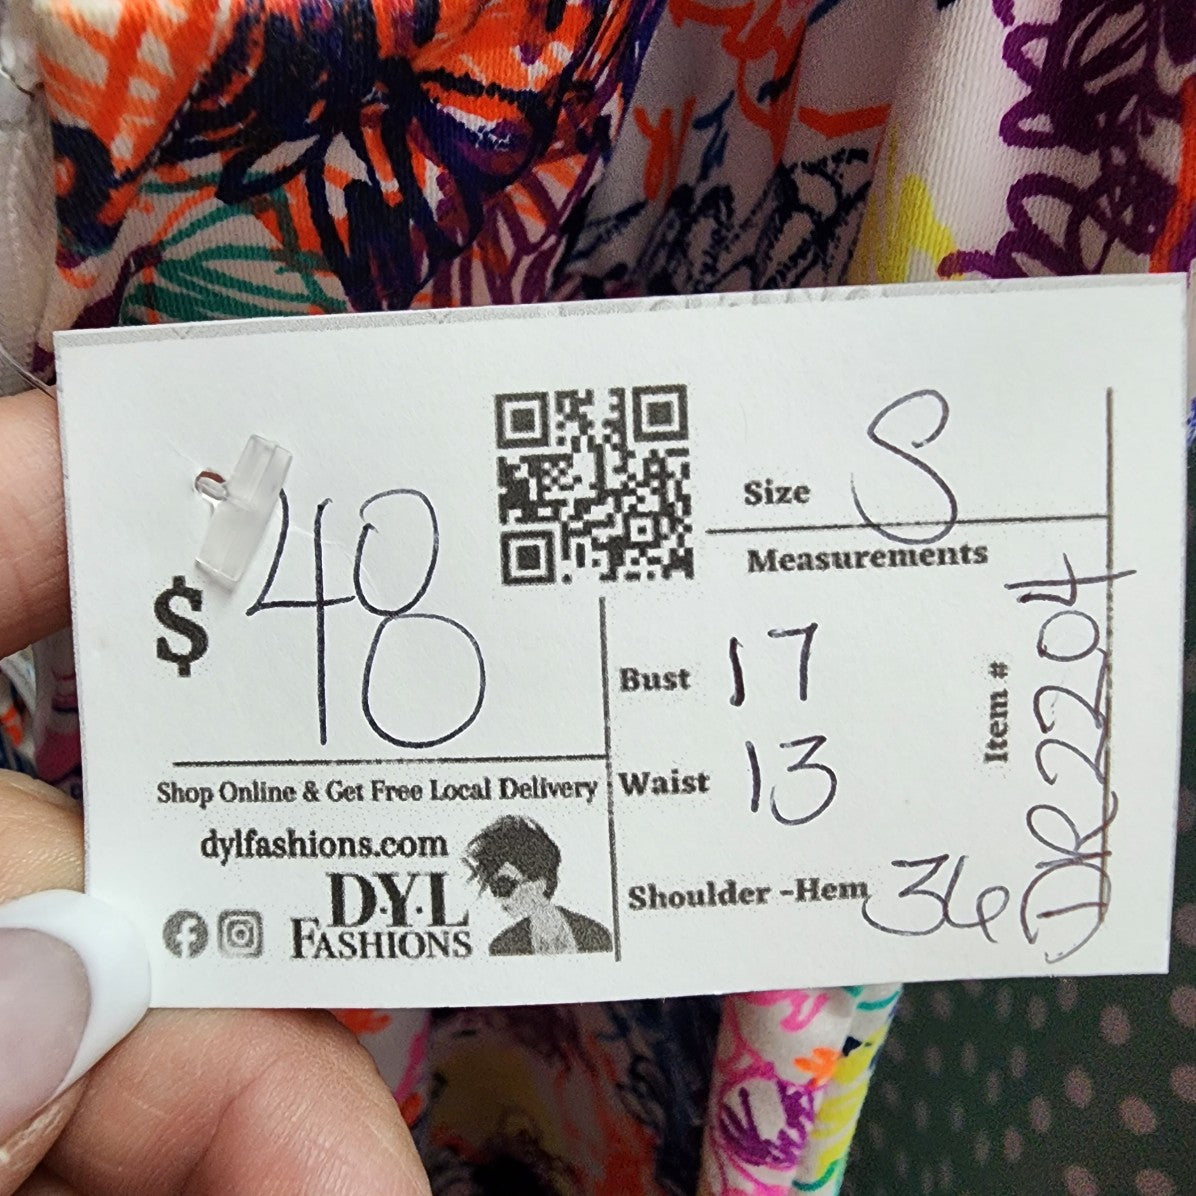 $48
Shop Online & Get Free Local Delivery
dylfashions.com
D·Y·L
FASHIONS
Size S
Measurements
Bust 17
Waist 13
Shoulder -Hem 36
Item # DR2204